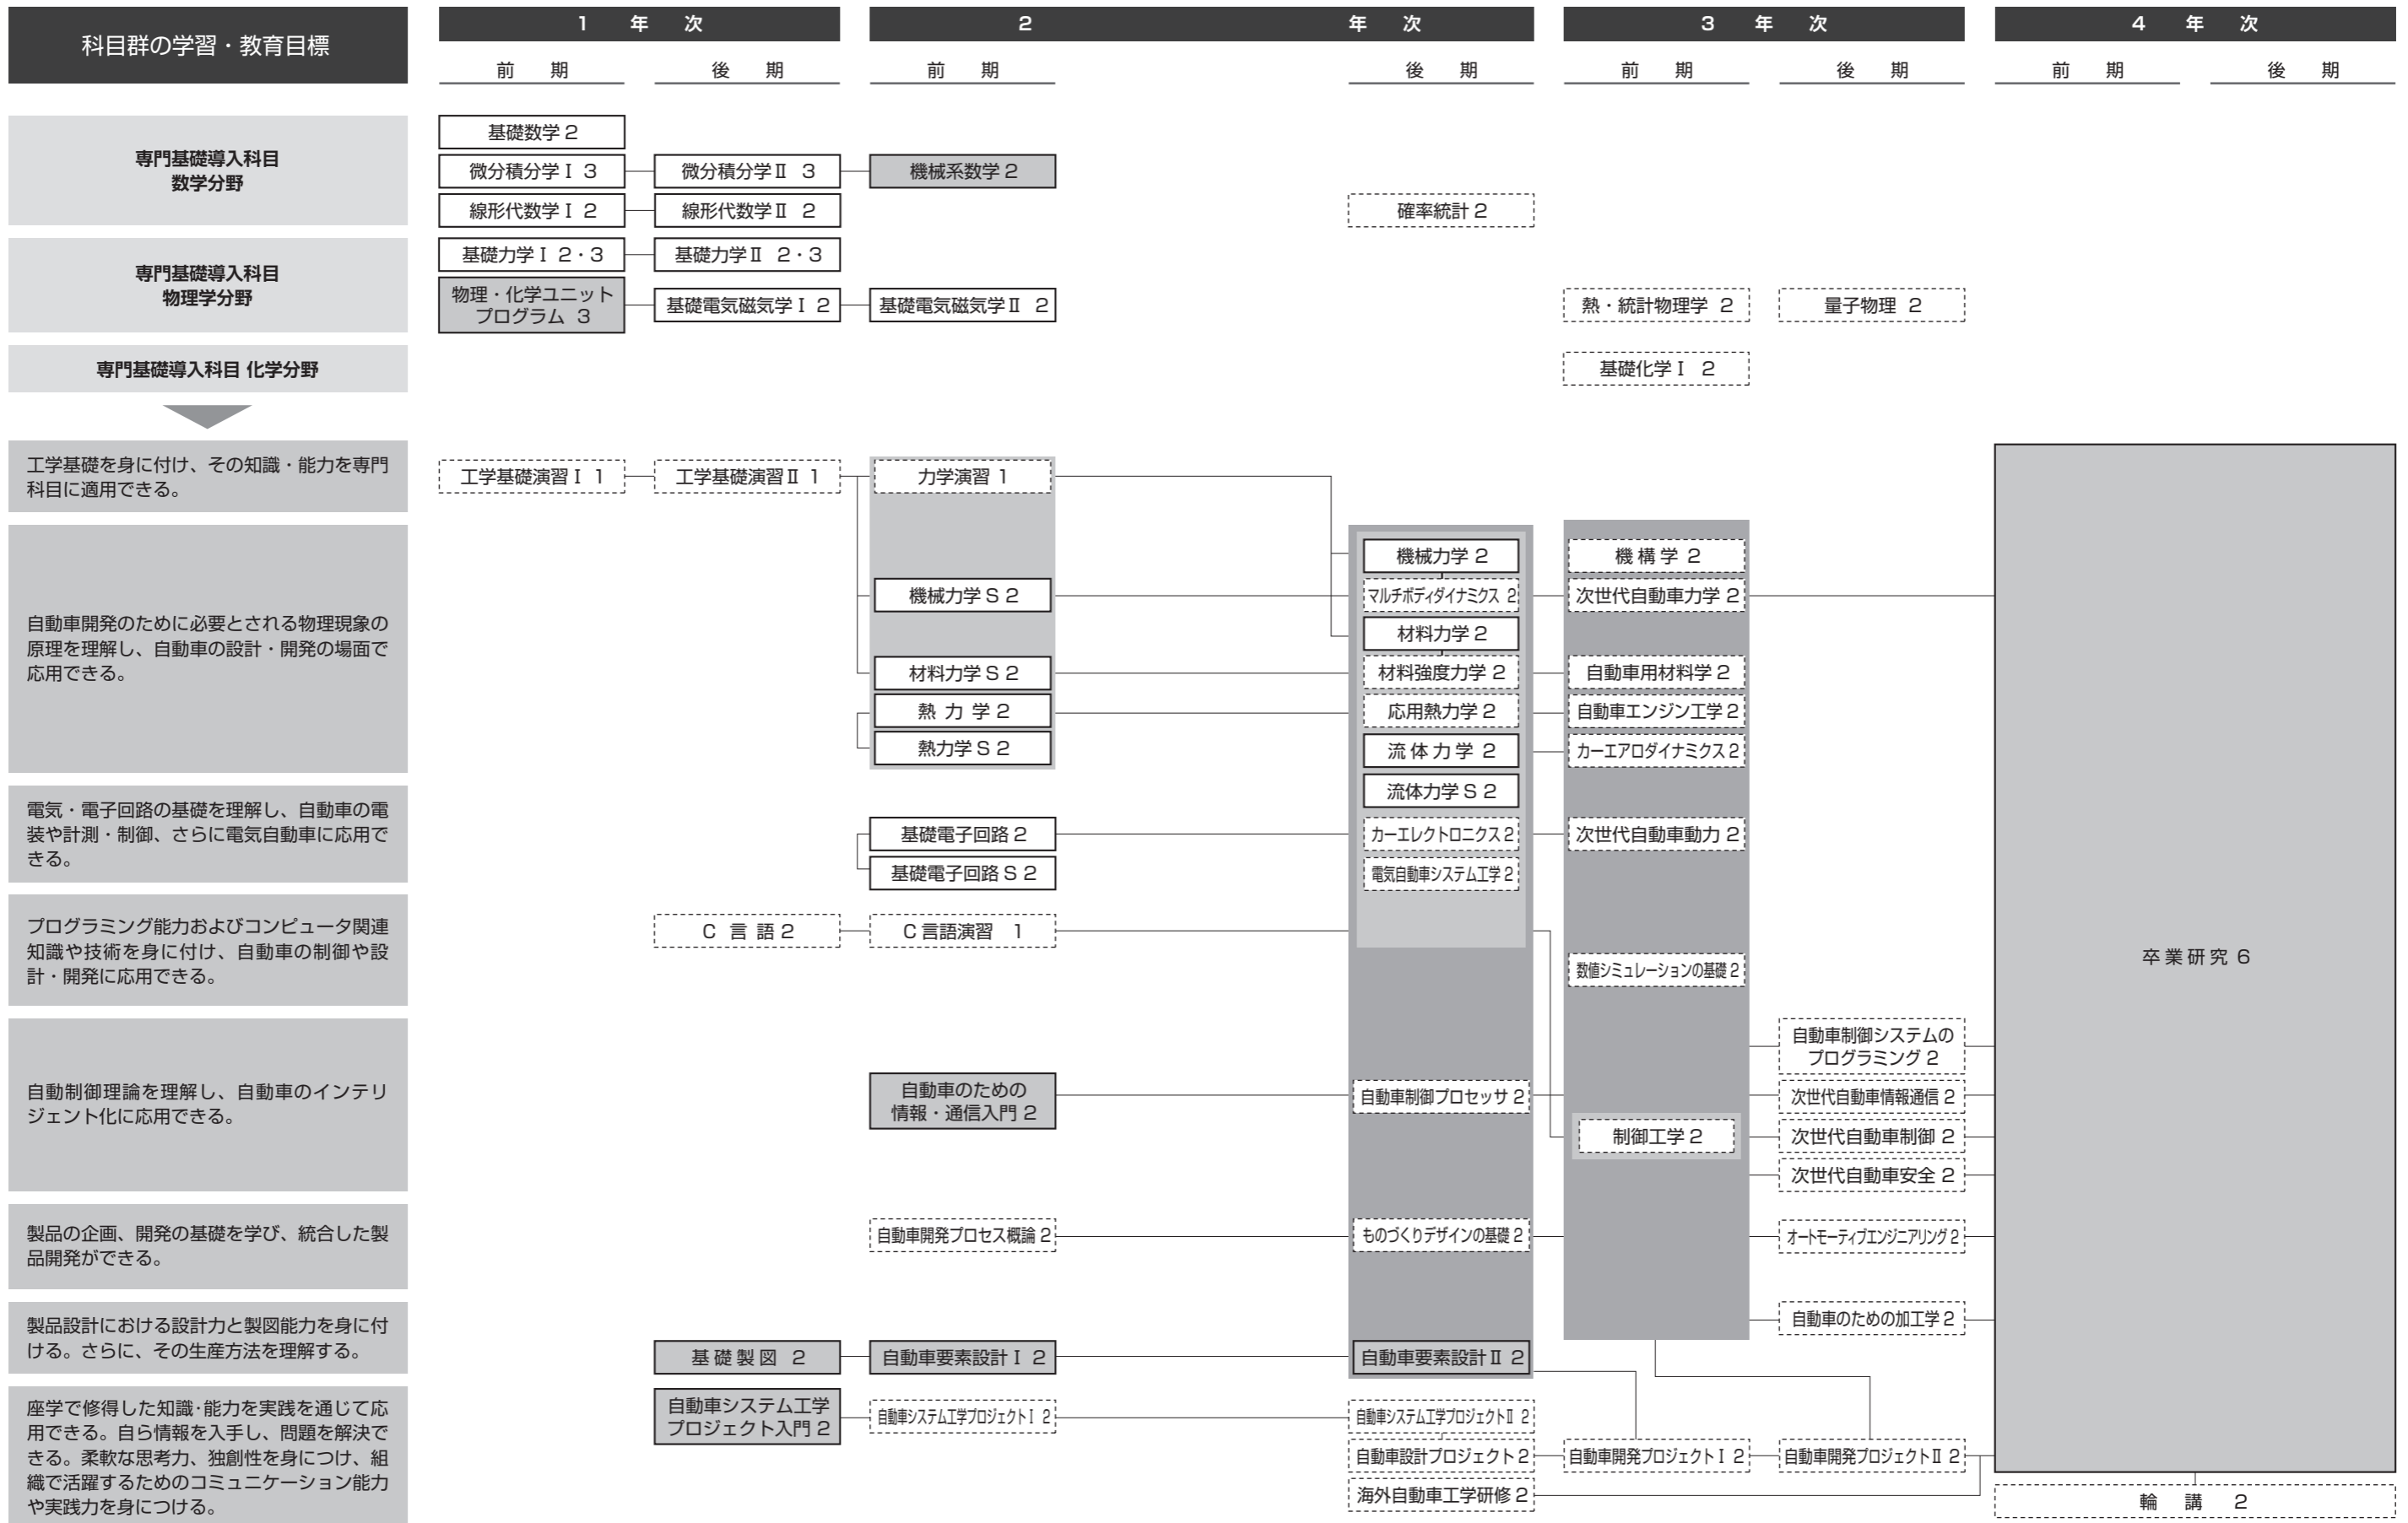 科目群の学習・教育目標
1 年 次
2 年 次
3 年 次
4 年 次
前 期
後 期
前 期
後 期
前 期
後 期
前 期
後 期
専門基礎導入科目
数学分野
基礎数学 2
微分積分学Ⅰ 3
微分積分学Ⅱ 3
機械系数学 2
線形代数学Ⅰ 2
線形代数学Ⅱ 2
確率統計 2
専門基礎導入科目
物理学分野
基礎力学Ⅰ 2・3
基礎力学Ⅱ 2・3
物理・化学ユニット
プログラム 3
基礎電気磁気学Ⅰ 2
基礎電気磁気学Ⅱ 2
熱・統計物理学 2
量子物理 2
専門基礎導入科目 化学分野
基礎化学Ⅰ 2
工学基礎を身に付け、その知識・能力を専門
科目に適用できる。
工学基礎演習Ⅰ 1
工学基礎演習Ⅱ 1
力学演習 1
自動車開発のために必要とされる物理現象の
原理を理解し、自動車の設計・開発の場面で
応用できる。
機械力学 2
機構学 2
機械力学 S 2
マルチボディダイナミクス 2
次世代自動車力学 2
材料力学 2
材料力学 S 2
材料強度力学 2
自動車用材料学 2
熱力学 2
応用熱力学 2
自動車エンジン工学 2
熱力学 S 2
流体力学 2
カーエアロダイナミクス 2
流体力学 S 2
電気・電子回路の基礎を理解し、自動車の電
装や計測・制御、さらに電気自動車に応用で
きる。
基礎電子回路 2
カーエレクトロニクス 2
次世代自動車動力 2
基礎電子回路 S 2
電気自動車システム工学 2
プログラミング能力およびコンピュータ関連
知識や技術を身に付け、自動車の制御や設
計・開発に応用できる。
C 言 語 2
C 言語演習 1
数値シミュレーションの基礎 2
卒業研究 6
自動制御理論を理解し、自動車のインテリ
ジェント化に応用できる。
自動車制御システムの
プログラミング 2
自動車のための
情報・通信入門 2
自動車制御プロセッサ 2
次世代自動車情報通信 2
制御工学 2
次世代自動車制御 2
次世代自動車安全 2
製品の企画、開発の基礎を学び、統合した製
品開発ができる。
自動車開発プロセス概論 2
ものづくりデザインの基礎 2
オートモーティブエンジニアリング 2
製品設計における設計力と製図能力を身に付
ける。さらに、その生産方法を理解する。
自動車のための加工学 2
基礎製図 2
自動車要素設計Ⅰ 2
自動車要素設計Ⅱ 2
座学で修得した知識・能力を実践を通じて応
用できる。自ら情報を入手し、問題を解決で
きる。柔軟な思考力、独創性を身につけ、組
織で活躍するためのコミュニケーション能力
や実践力を身につける。
自動車システム工学
プロジェクト入門 2
自動車システム工学プロジェクトⅠ 2
自動車システム工学プロジェクトⅡ 2
自動車設計プロジェクト 2
自動車開発プロジェクトⅠ 2
自動車開発プロジェクトⅡ 2
海外自動車工学研修 2
輪 講 2